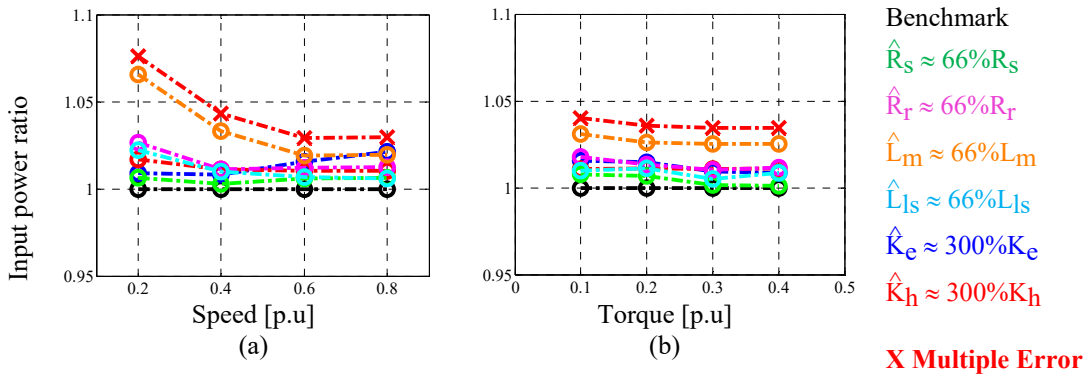 Input power ratio
1.1
1.05
1
0.95
0.2
0.4
0.6
0.8
Speed [p.u]
(a)
1.1
1.05
1
0.95
0
0.1
0.2
0.3
0.4
0.5
Torque [p.u]
(b)
Benchmark
R̂s ≈ 66%Rs
R̂r ≈ 66%Rr
L̂m ≈ 66%Lm
L̂ls ≈ 66%Lls
K̂e ≈ 300%Ke
K̂h ≈ 300%Kh
X Multiple Error